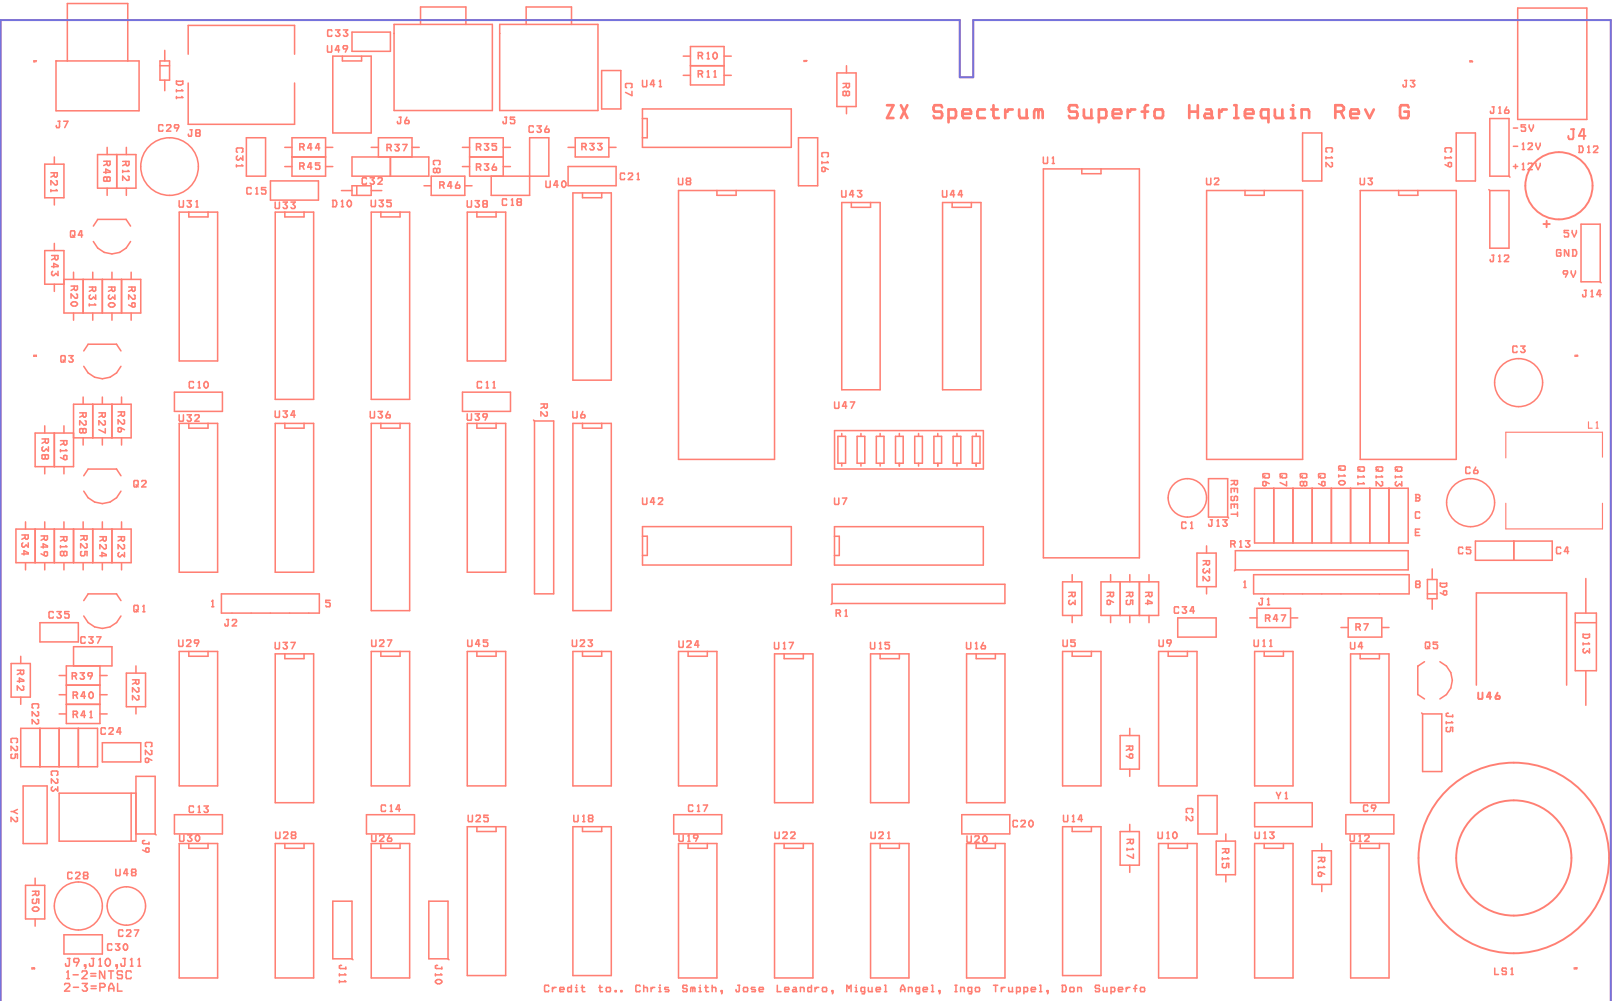 C33
U49
R10
R11
U41
R8
J3
C7
D11
J7
C29
J8
J6
J5
C36
ZX Spectrum Superfo Harlequin Rev G
J16
-5V
-12V
+12V
J4
D12
R21
R48
R12
C31
R44
R45
R37
C8
R35
R36
R33
C16
C12
C19
C15
C32
R46
U40
C21
U8
U1
U2
U3
D10
C18
U31
U33
U35
U38
U43
U44
Q4
+
5V
GND
9V
J12
J14
R43
R20
R31
R30
R29
Q3
C3
C10
C11
R2
U47
U32
U34
U36
U39
U6
L1
R28
R27
R26
R38
R19
Q2
Q6
Q7
Q8
Q9
Q10
Q11
Q12
Q13
C6
RESET
B
C
E
U42
U7
C1
J13
R34
R49
R18
R25
R24
R23
R13
C5
C4
R32
1
B
D9
J1
Q1
1
5
J2
R1
R3
R6
R5
R4
C34
R47
R7
C35
C37
D13
U29
U37
U27
U45
U23
U24
U17
U15
U16
U5
U9
U11
U4
Q5
R42
R39
R40
R41
R22
U46
C22
C24
C25
C26
C23
R9
J15
Y2
J9
C13
C14
C17
C20
C2
Y1
C9
U30
U28
U26
U25
U18
U19
U22
U21
U20
U14
U10
U13
U12
R17
R15
R16
C28
U48
R50
C27
C30
J9,J10,J11
1-2=NTSC
2-3=PAL
J11
J10
LS1
Credit to.. Chris Smith, Jose Leandro, Miguel Angel, Ingo Truppel, Don Superfo